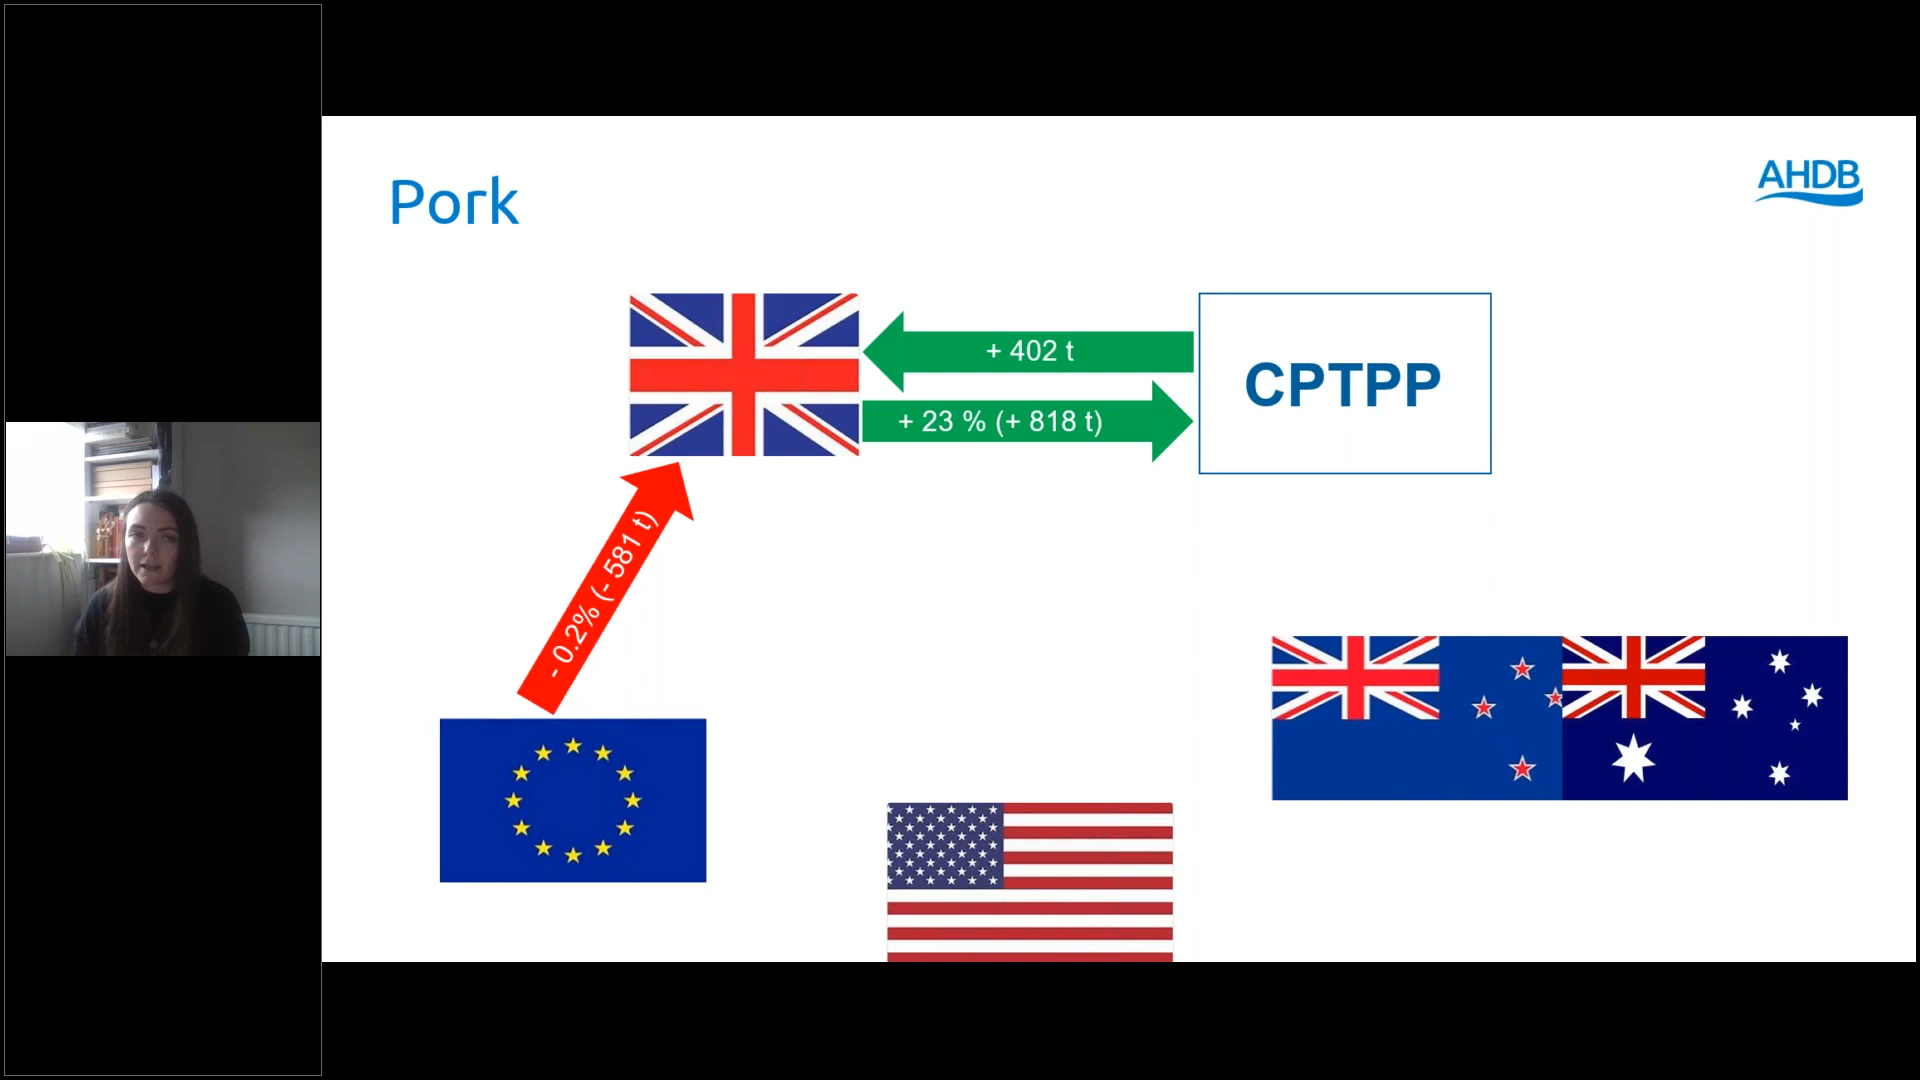 Pork
AHDB
+ 402 t
CPTPP
+ 23 % (+ 818 t)
- 0.2% (- 581 t)